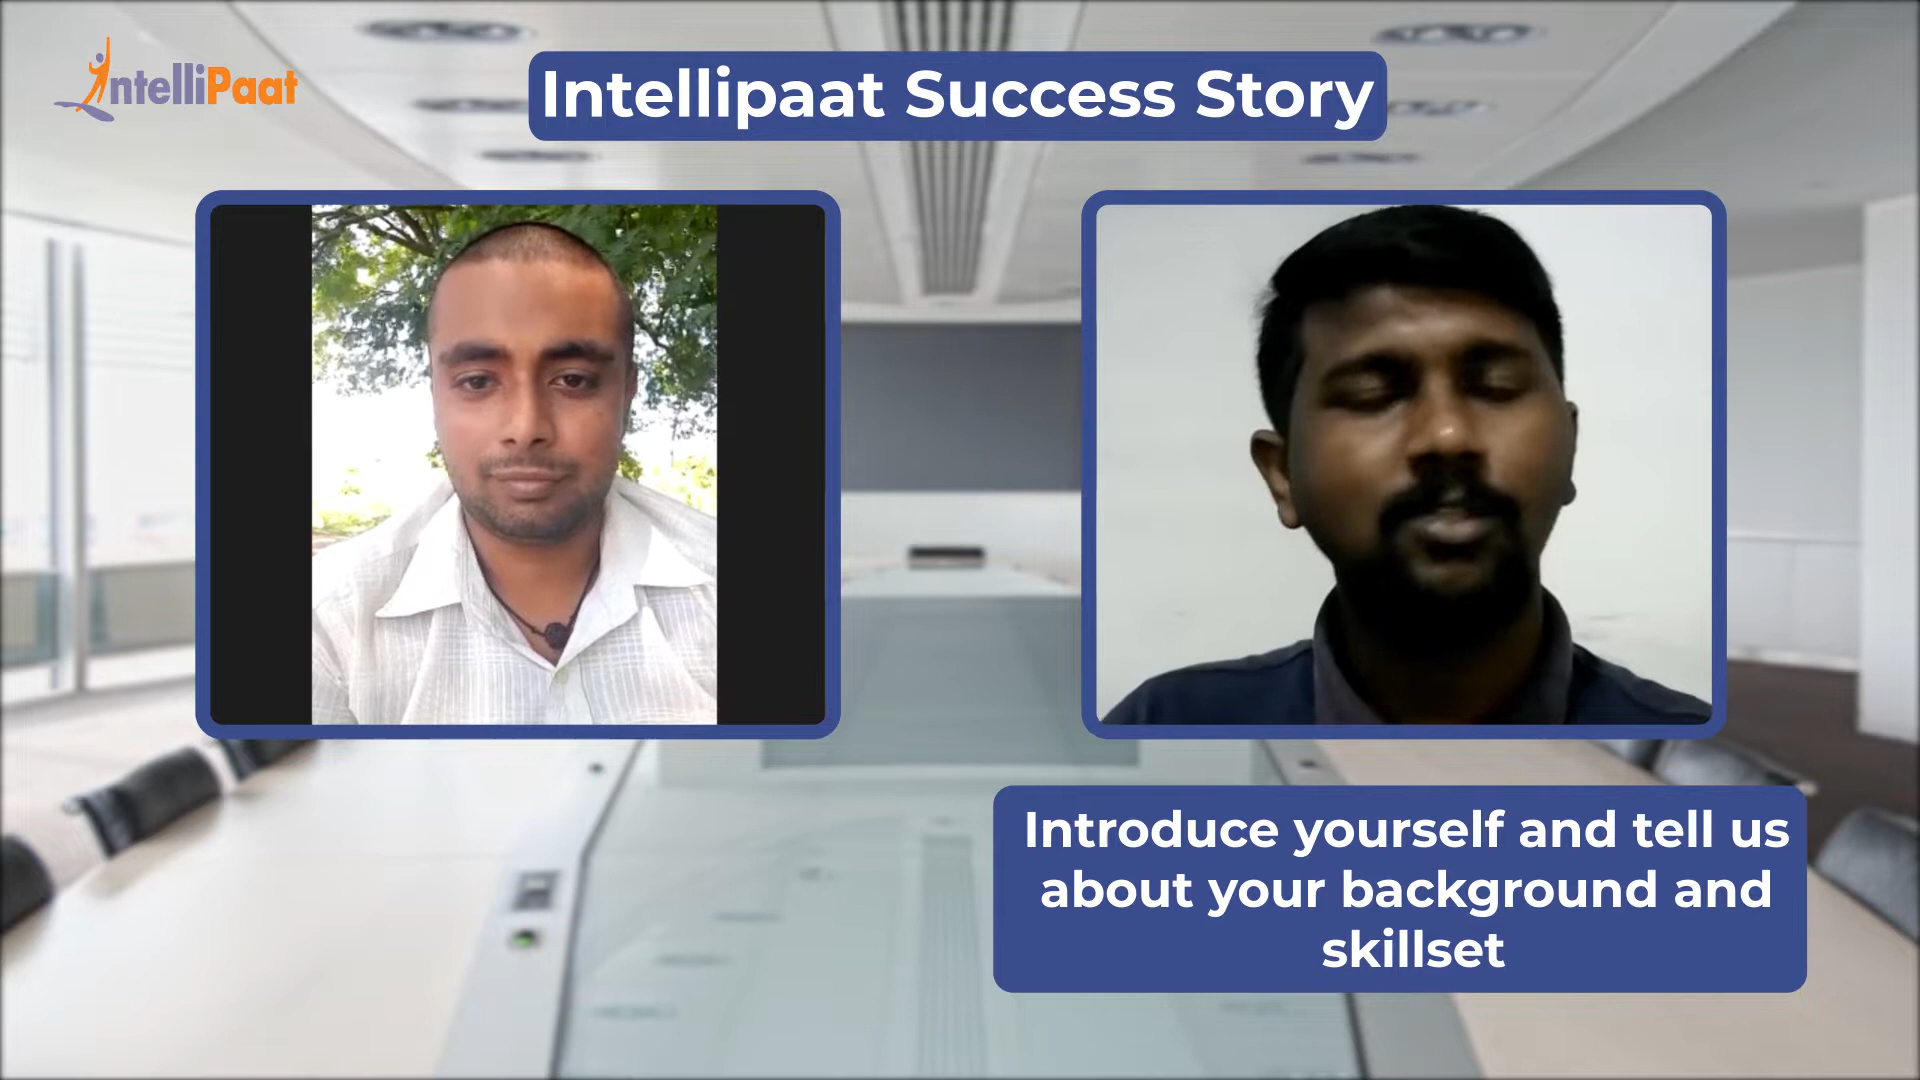 IntelliPaat
Intellipaat Success Story
Introduce yourself and tell us
about your background and
skillset